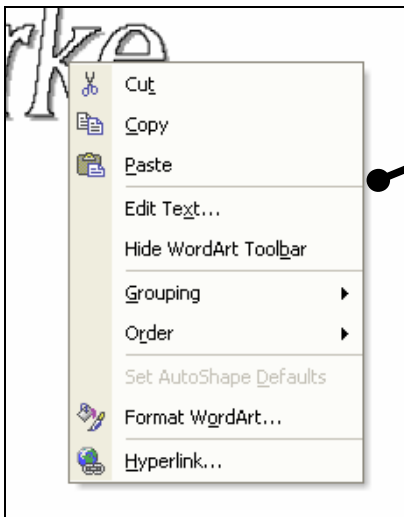 rke
Cut
Copy
Paste
Edit Text...
Hide WordArt Toolbar
Grouping
Order
Set AutoShape Defaults
Format WordArt...
Hyperlink...